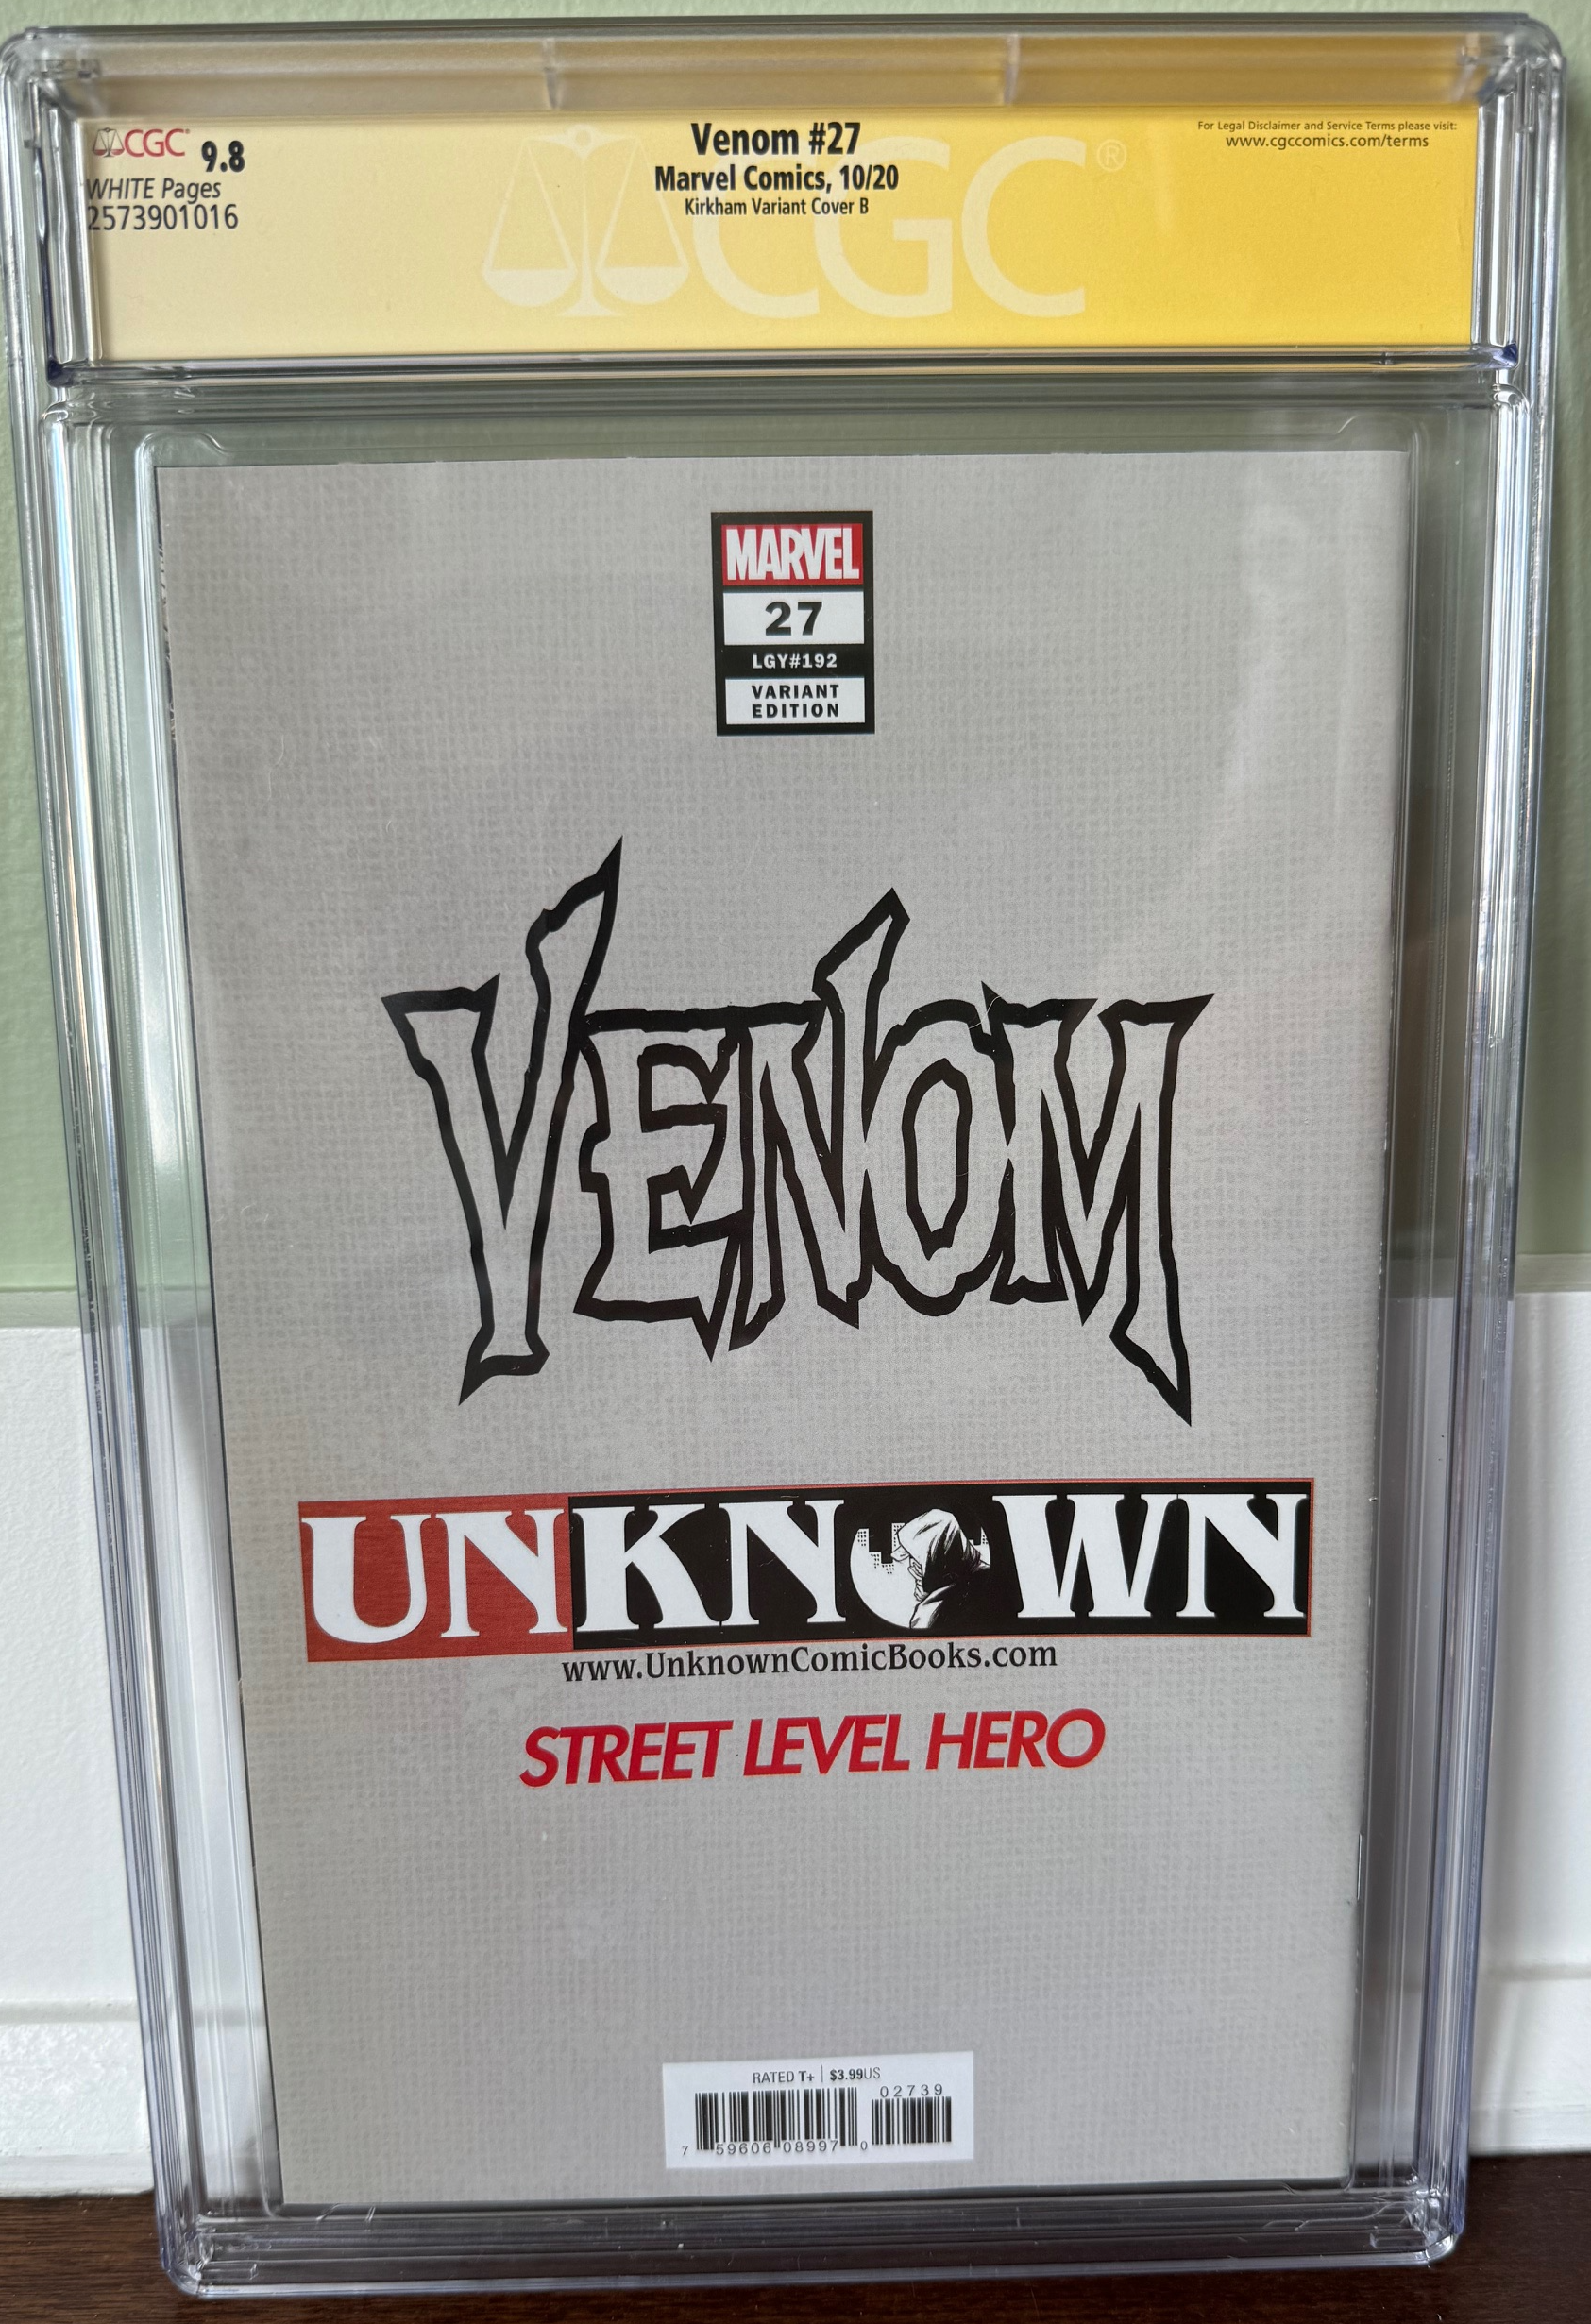 CGC 9.8
WHITE Pages
2573901016
Venom #27
Marvel Comics, 10/20
Kirkham Variant Cover B
For Legal Disclaimer and Service Terms please visit:
www.cgccomics.com/terms
CGC®
MARVEL
27
LGY#192
VARIANT
EDITION
VENOM
UNKNOWN
www.UnknownComicBooks.com
STREET LEVEL HERO
RATED T+ | $3.99US
02739
7 59606 08997 0